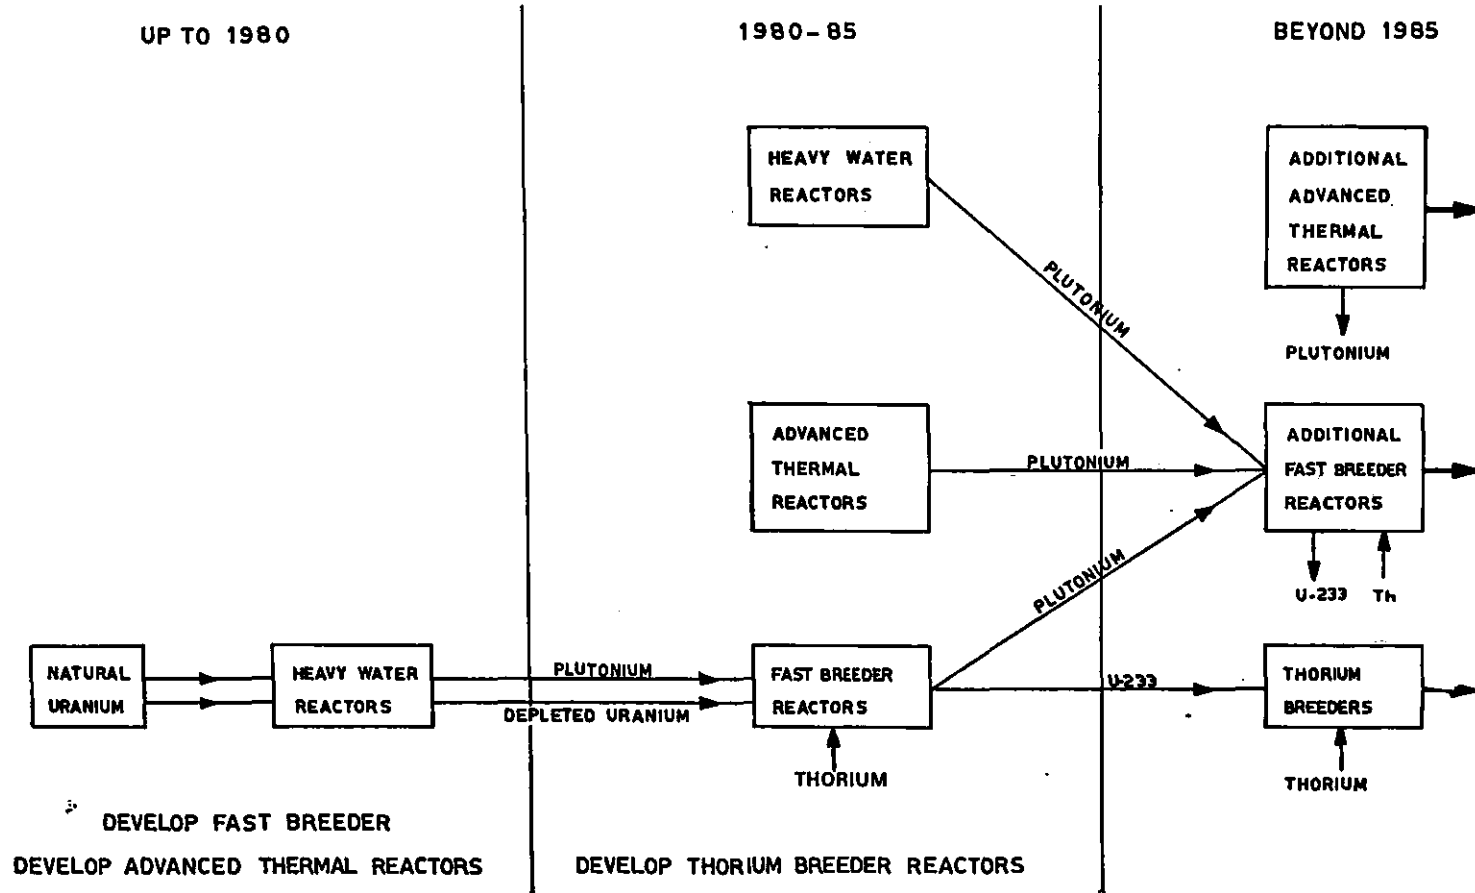 UP TO 1980
1980-85
BEYOND 1985
HEAVY WATER
REACTORS
ADDITIONAL
ADVANCED
THERMAL
REACTORS
PLUTONIUM
PLUTONIUM
ADVANCED
THERMAL
REACTORS
PLUTONIUM
ADDITIONAL
FAST BREEDER
REACTORS
PLUTONIUM
U-233 Th
NATURAL
URANIUM
HEAVY WATER
REACTORS
PLUTONIUM
DEPLETED URANIUM
FAST BREEDER
REACTORS
U-233
THORIUM
BREEDERS
THORIUM
THORIUM
DEVELOP FAST BREEDER
DEVELOP ADVANCED THERMAL REACTORS
DEVELOP THORIUM BREEDER REACTORS